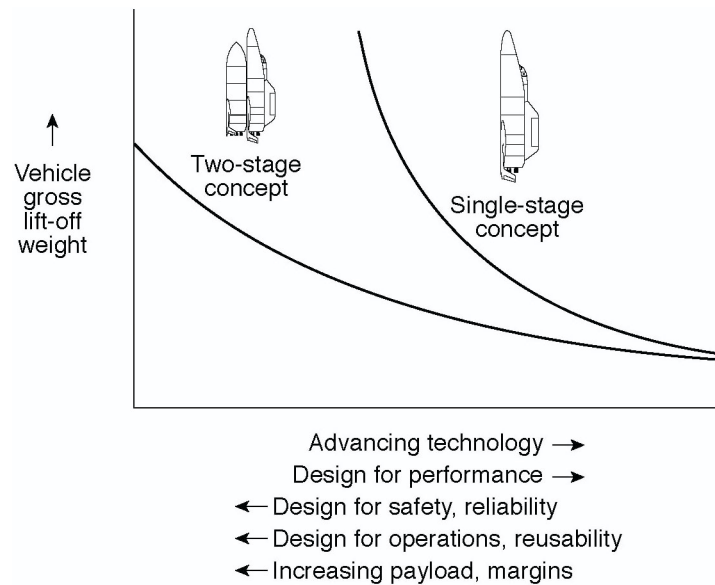 Two-stage
concept
Vehicle
gross
lift-off
weight
Single-stage
concept
Advancing technology →
Design for performance →
← Design for safety, reliability
← Design for operations, reusability
← Increasing payload, margins